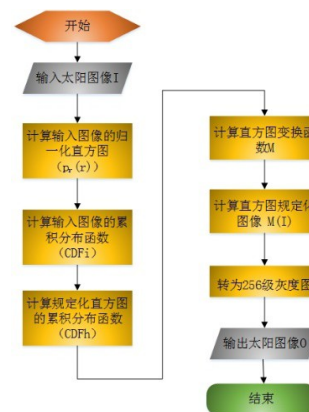 开始
输入太阳图像I
计算输入图像的归
一化直方图
(pᵣ(r))
计算输入图像的累
积分布函数
(CDFi)
计算规定化直方图
的累积分布函数
(CDFh)
计算直方图变换函
数M
计算直方图规定化
图像 M(I)
转为256级灰度图
输出太阳图像O
结束